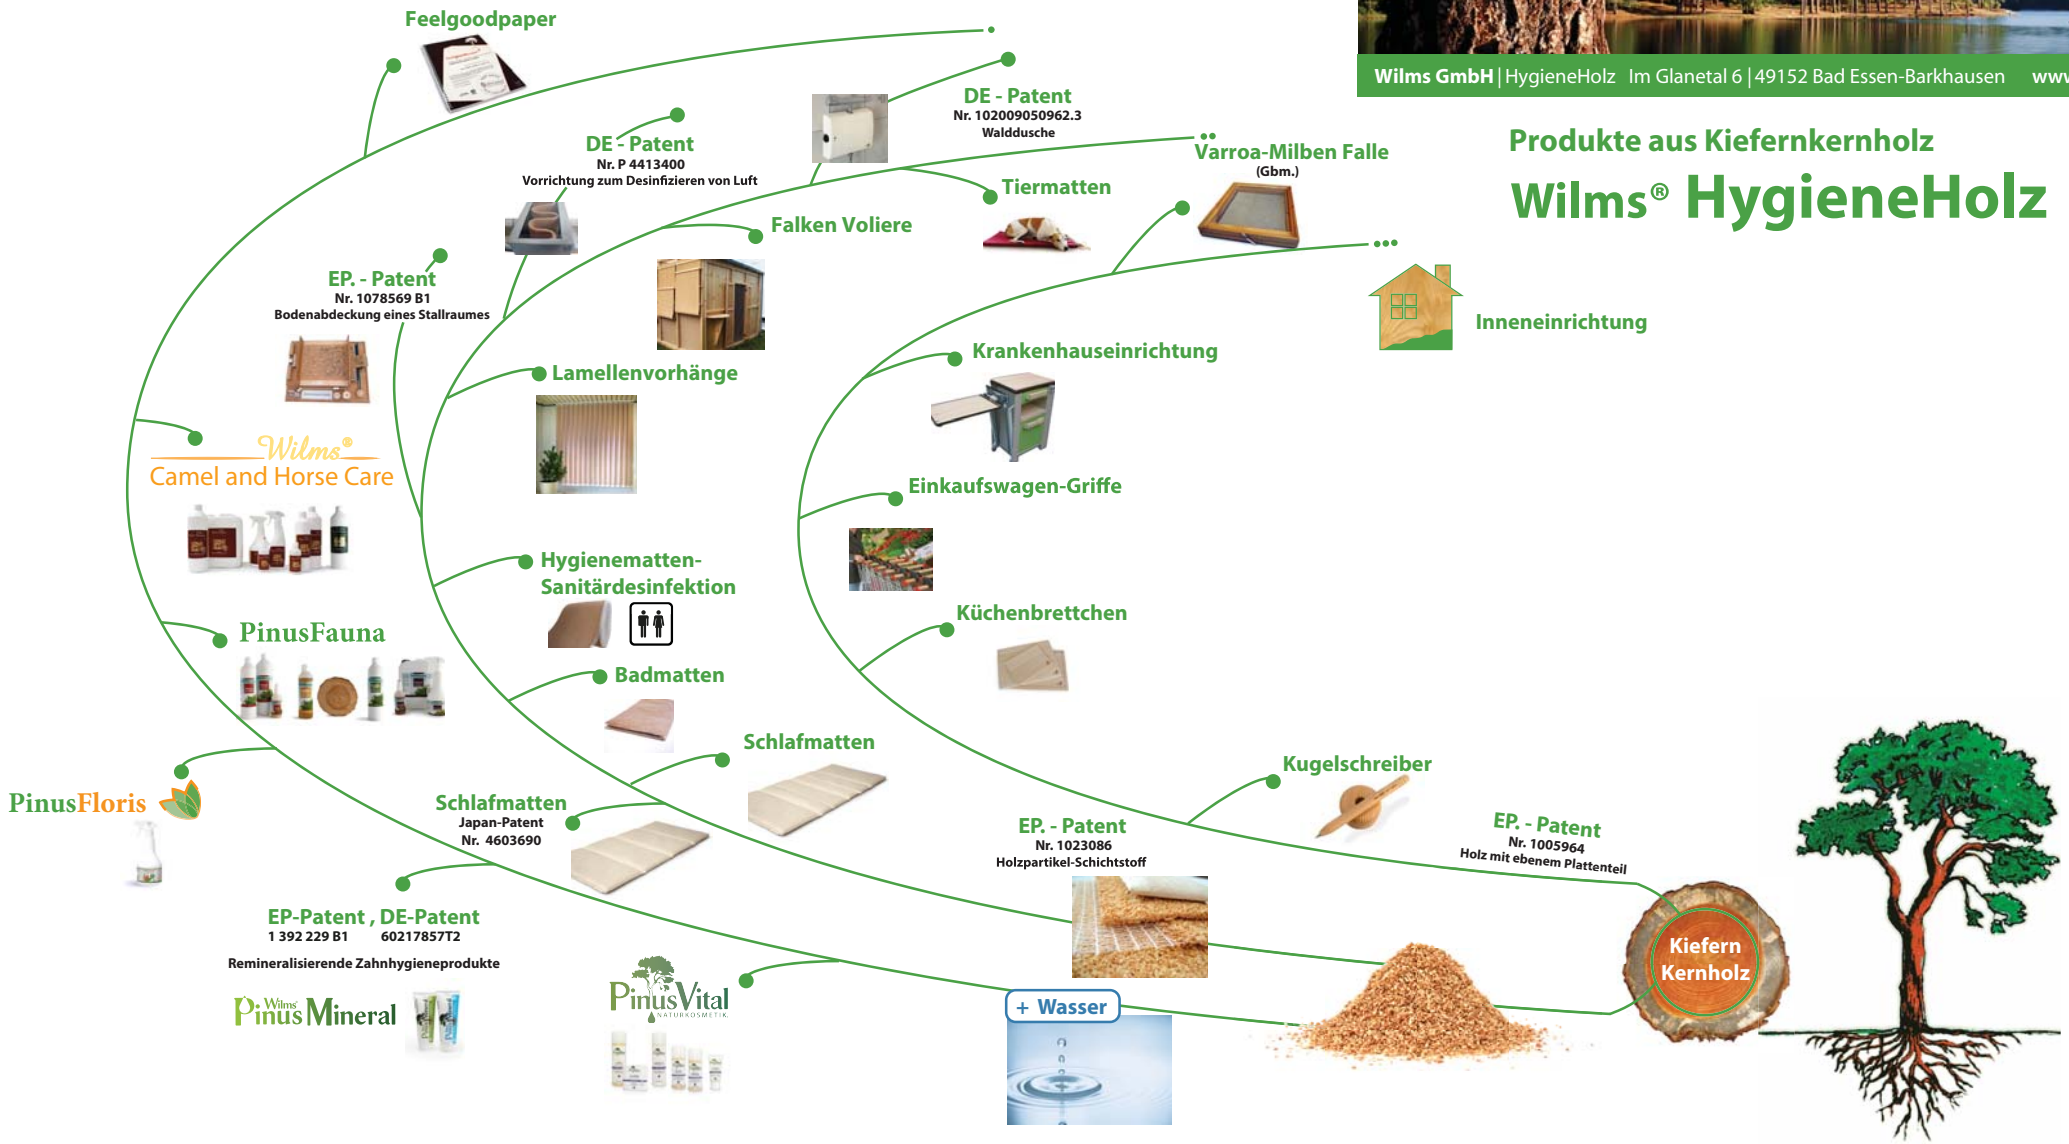 Feelgoodpaper
Wilms GmbH | HygieneHolz Im Glanetal 6 | 49152 Bad Essen-Barkhausen www
Produkte aus Kiefernkernholz
Wilms® HygieneHolz
DE - Patent
Nr. 102009050962.3
Walddusche
DE - Patent
Nr. P 4413400
Vorrichtung zum Desinfizieren von Luft
Varroa-Milben Falle
(Gbm.)
Tiermatten
Falken Voliere
EP. - Patent
Nr. 1078569 B1
Bodenabdeckung eines Stallraumes
Inneneinrichtung
Krankenhauseinrichtung
Lamellenvorhänge
Wilms®
Camel and Horse Care
Einkaufswagen-Griffe
Hygienematten-
Sanitärdesinfektion
Küchenbrettchen
PinusFauna
Badmatten
Schlafmatten
Kugelschreiber
PinusFloris
Schlafmatten
Japan-Patent
Nr. 4603690
EP. - Patent
Nr. 1023086
Holzpartikel-Schichtstoff
EP. - Patent
Nr. 1005964
Holz mit ebenem Plattenteil
EP-Patent , DE-Patent
1 392 229 B1 60217857T2
Remineralisierende Zahnhygieneprodukte
Wilms
Pinus Mineral
PinusVital
NATURKOSMETIK
+ Wasser
Kiefern
Kernholz